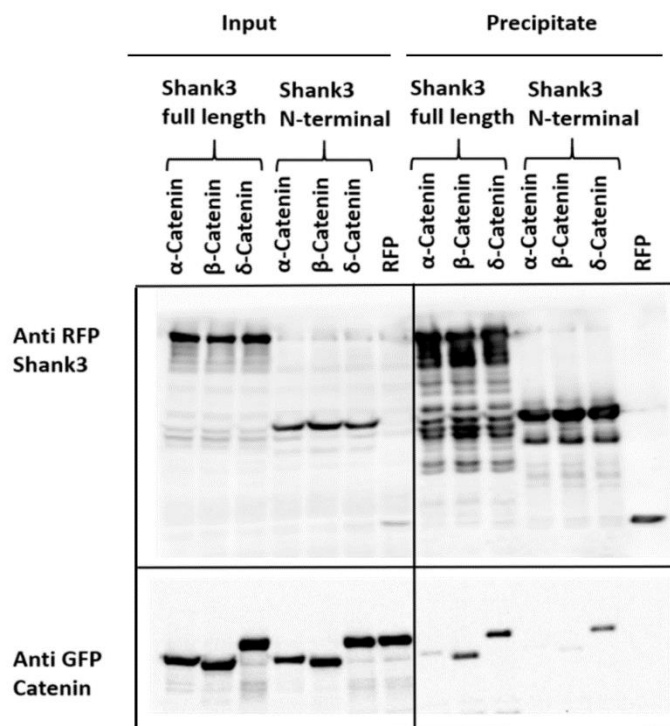 Input
Precipitate
Shank3 full length
Shank3 N-terminal
Shank3 full length
Shank3 N-terminal
α-Catenin
β-Catenin
δ-Catenin
α-Catenin
β-Catenin
δ-Catenin
RFP
α-Catenin
β-Catenin
δ-Catenin
α-Catenin
β-Catenin
δ-Catenin
RFP
Anti RFP
Shank3
Anti GFP
Catenin